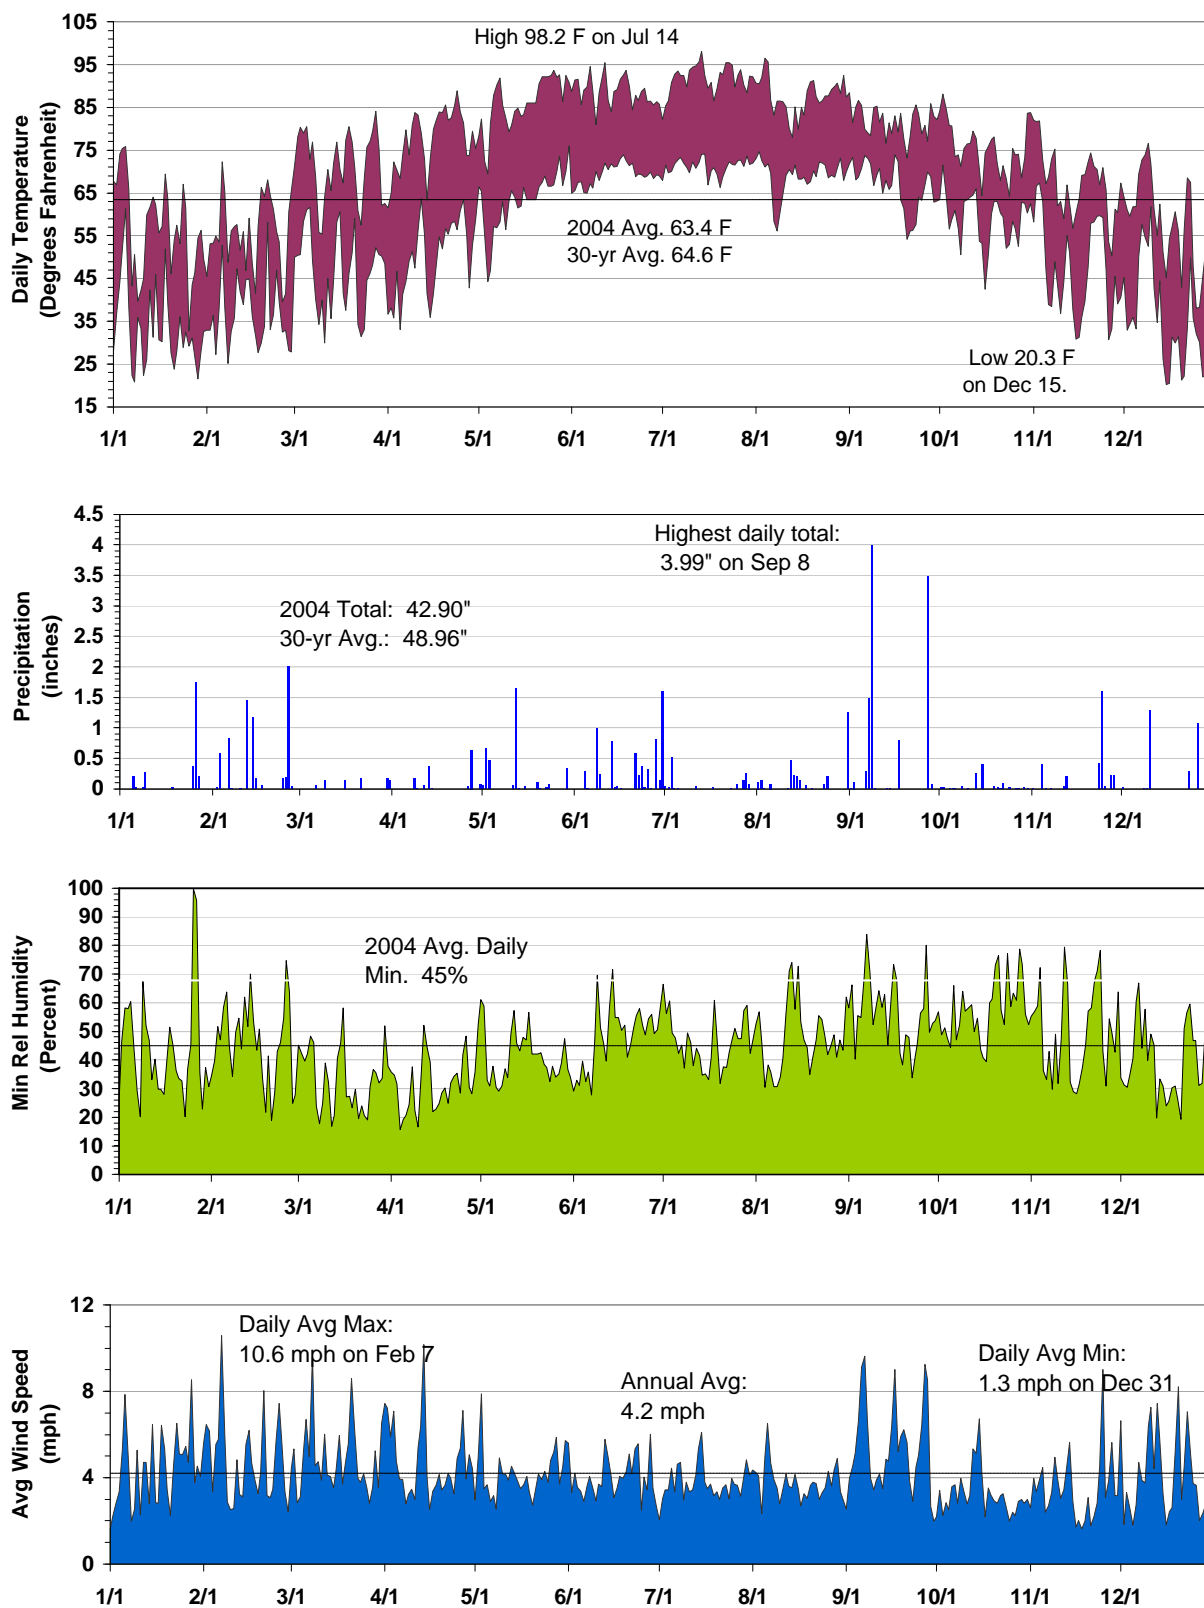 105
95
85
75
65
55
45
35
25
15
Daily Temperature
(Degrees Fahrenheit)
High 98.2 F on Jul 14
2004 Avg. 63.4 F
30-yr Avg. 64.6 F
Low 20.3 F
on Dec 15.
1/1 2/1 3/1 4/1 5/1 6/1 7/1 8/1 9/1 10/1 11/1 12/1
4.5
4
3.5
3
2.5
2
1.5
1
0.5
0
Precipitation
(inches)
Highest daily total:
3.99" on Sep 8
2004 Total: 42.90"
30-yr Avg.: 48.96"
1/1 2/1 3/1 4/1 5/1 6/1 7/1 8/1 9/1 10/1 11/1 12/1
100
90
80
70
60
50
40
30
20
10
0
Min Rel Humidity
(Percent)
2004 Avg. Daily
Min. 45%
1/1 2/1 3/1 4/1 5/1 6/1 7/1 8/1 9/1 10/1 11/1 12/1
12
8
4
0
Avg Wind Speed
(mph)
Daily Avg Max:
10.6 mph on Feb 7
Annual Avg:
4.2 mph
Daily Avg Min:
1.3 mph on Dec 31
1/1 2/1 3/1 4/1 5/1 6/1 7/1 8/1 9/1 10/1 11/1 12/1